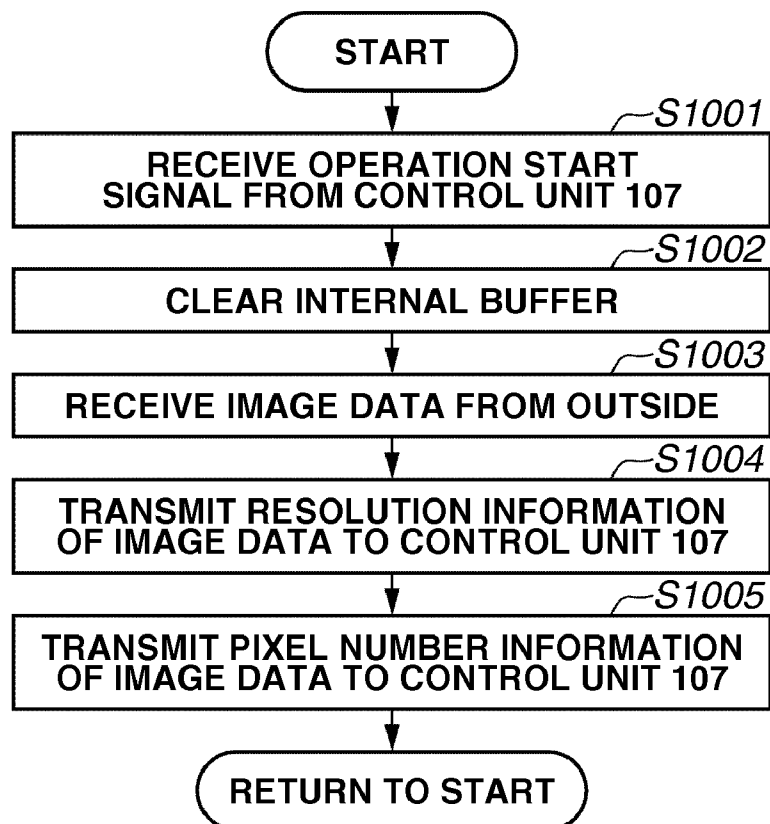 START
S1001
RECEIVE OPERATION START
SIGNAL FROM CONTROL UNIT 107
S1002
CLEAR INTERNAL BUFFER
S1003
RECEIVE IMAGE DATA FROM OUTSIDE
S1004
TRANSMIT RESOLUTION INFORMATION
OF IMAGE DATA TO CONTROL UNIT 107
S1005
TRANSMIT PIXEL NUMBER INFORMATION
OF IMAGE DATA TO CONTROL UNIT 107
RETURN TO START